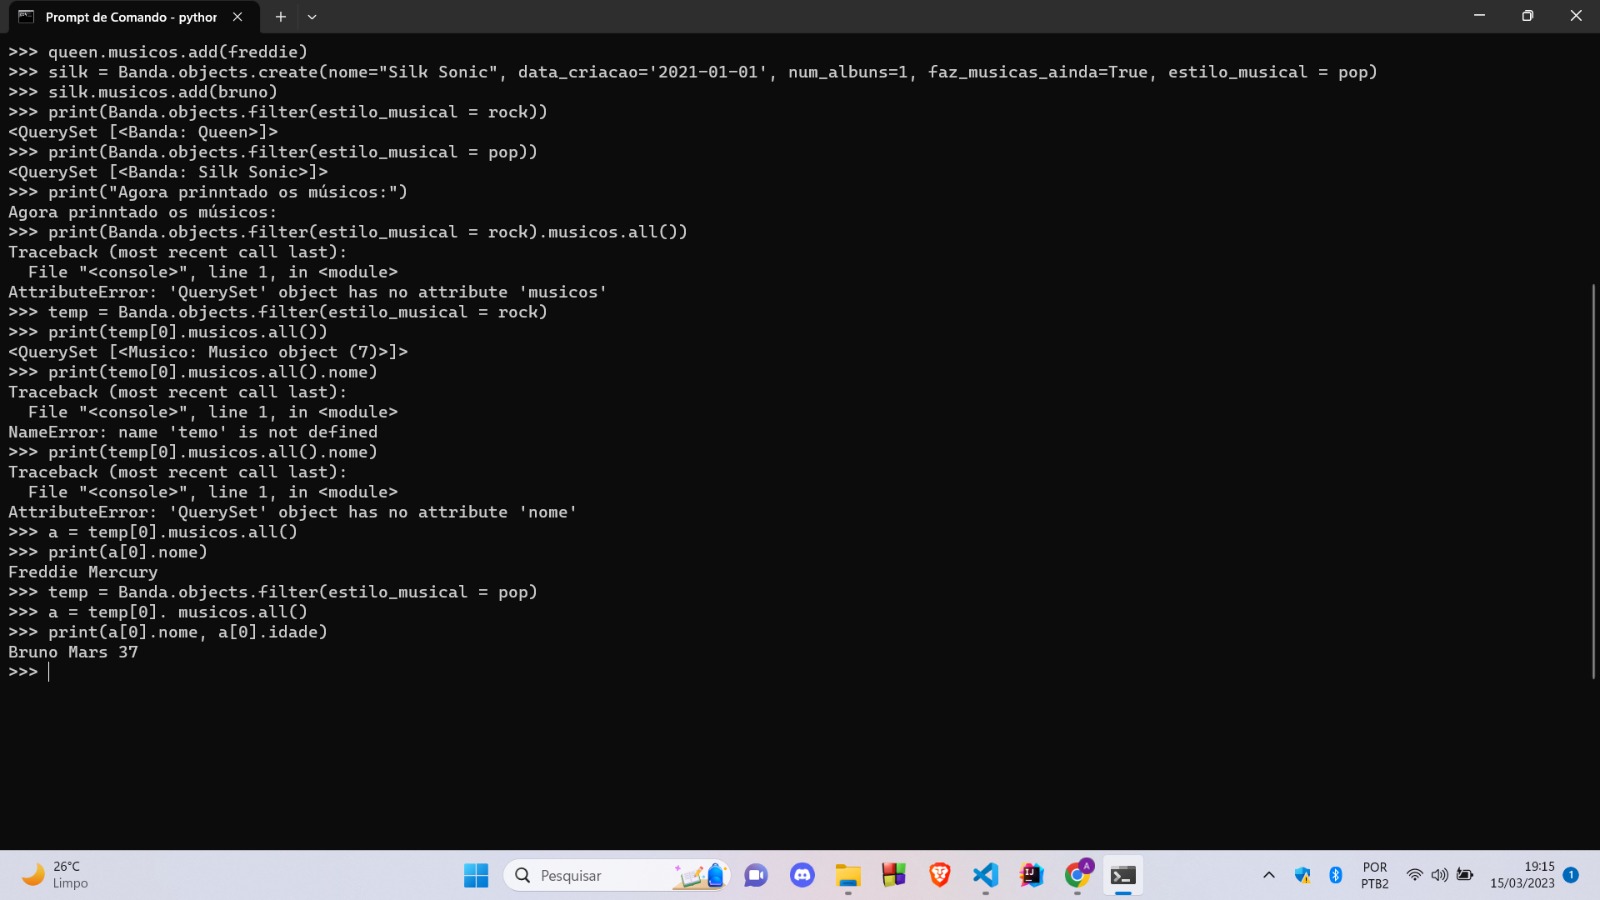 Prompt de Comando - python
>>> queen.musicos.add(freddie)
>>> silk = Banda.objects.create(nome="Silk Sonic", data_criacao='2021-01-01', num_albuns=1, faz_musicas_ainda=True, estilo_musical = pop)
>>> silk.musicos.add(bruno)
>>> print(Banda.objects.filter(estilo_musical = rock))
<QuerySet [<Banda: Queen>]>
>>> print(Banda.objects.filter(estilo_musical = pop))
<QuerySet [<Banda: Silk Sonic>]>
>>> print("Agora prinntado os músicos:")
Agora prinntado os músicos:
>>> print(Banda.objects.filter(estilo_musical = rock).musicos.all())
Traceback (most recent call last):
  File "<console>", line 1, in <module>
AttributeError: 'QuerySet' object has no attribute 'musicos'
>>> temp = Banda.objects.filter(estilo_musical = rock)
>>> print(temp[0].musicos.all())
<QuerySet [<Musico: Musico object (7)>]>
>>> print(temo[0].musicos.all().nome)
Traceback (most recent call last):
  File "<console>", line 1, in <module>
NameError: name 'temo' is not defined
>>> print(temp[0].musicos.all().nome)
Traceback (most recent call last):
  File "<console>", line 1, in <module>
AttributeError: 'QuerySet' object has no attribute 'nome'
>>> a = temp[0].musicos.all()
>>> print(a[0].nome)
Freddie Mercury
>>> temp = Banda.objects.filter(estilo_musical = pop)
>>> a = temp[0]. musicos.all()
>>> print(a[0].nome, a[0].idade)
Bruno Mars 37
>>>
26°C
Limpo
Pesquisar
A
IJ
POR
PTB2
19:15
15/03/2023
1